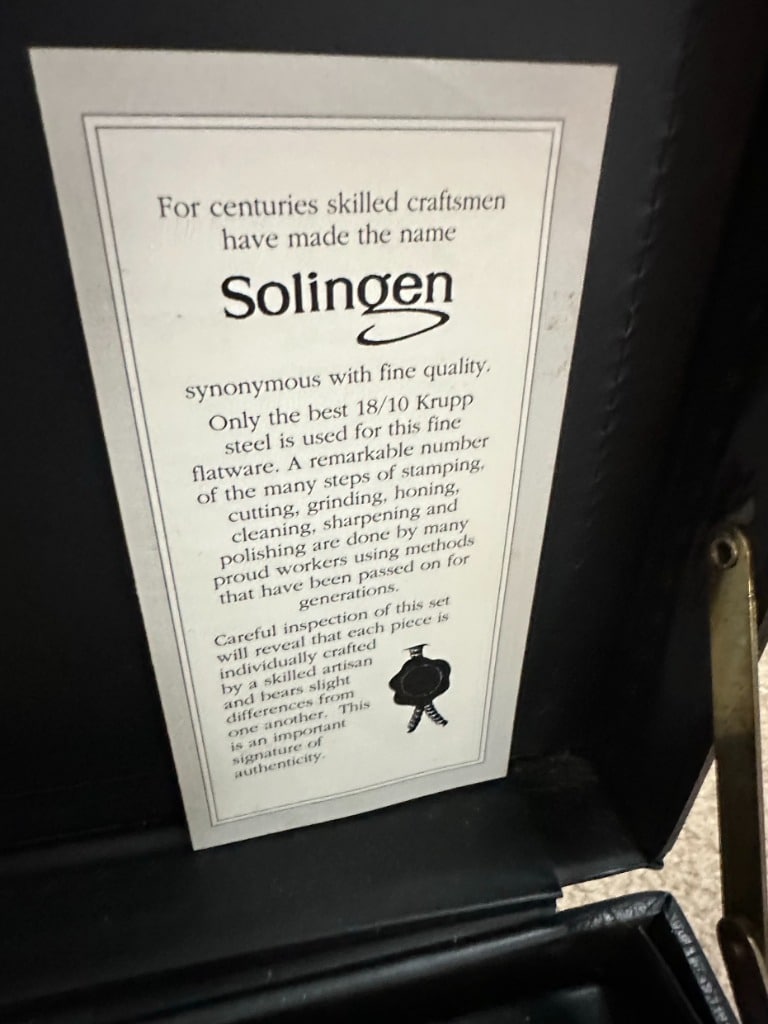 For centuries skilled craftsmen
have made the name
Solingen
synonymous with fine quality.
Only the best 18/10 Krupp
steel is used for this fine
flatware. A remarkable number
of the many steps of stamping,
cutting, grinding, honing,
cleaning, sharpening and
polishing are done by many
proud workers using methods
that have been passed on for
generations.
Careful inspection of this set
will reveal that each piece is
individually crafted
by a skilled artisan
and bears slight
differences from
one another. This
is an important
signature of
authenticity.